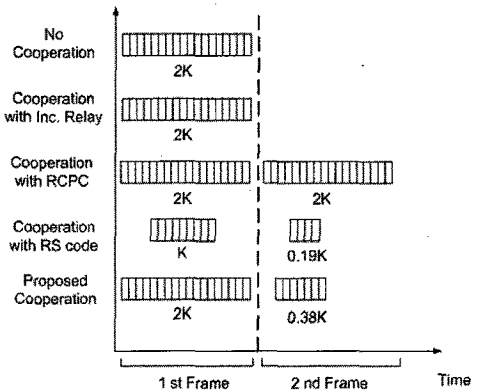 No
Cooperation
2K
Cooperation
with Inc. Relay
2K
Cooperation
with RCPC
2K
2K
Cooperation
with RS code
K
0.19K
Proposed
Cooperation
2K
0.38K
1 st Frame
2 nd Frame
Time